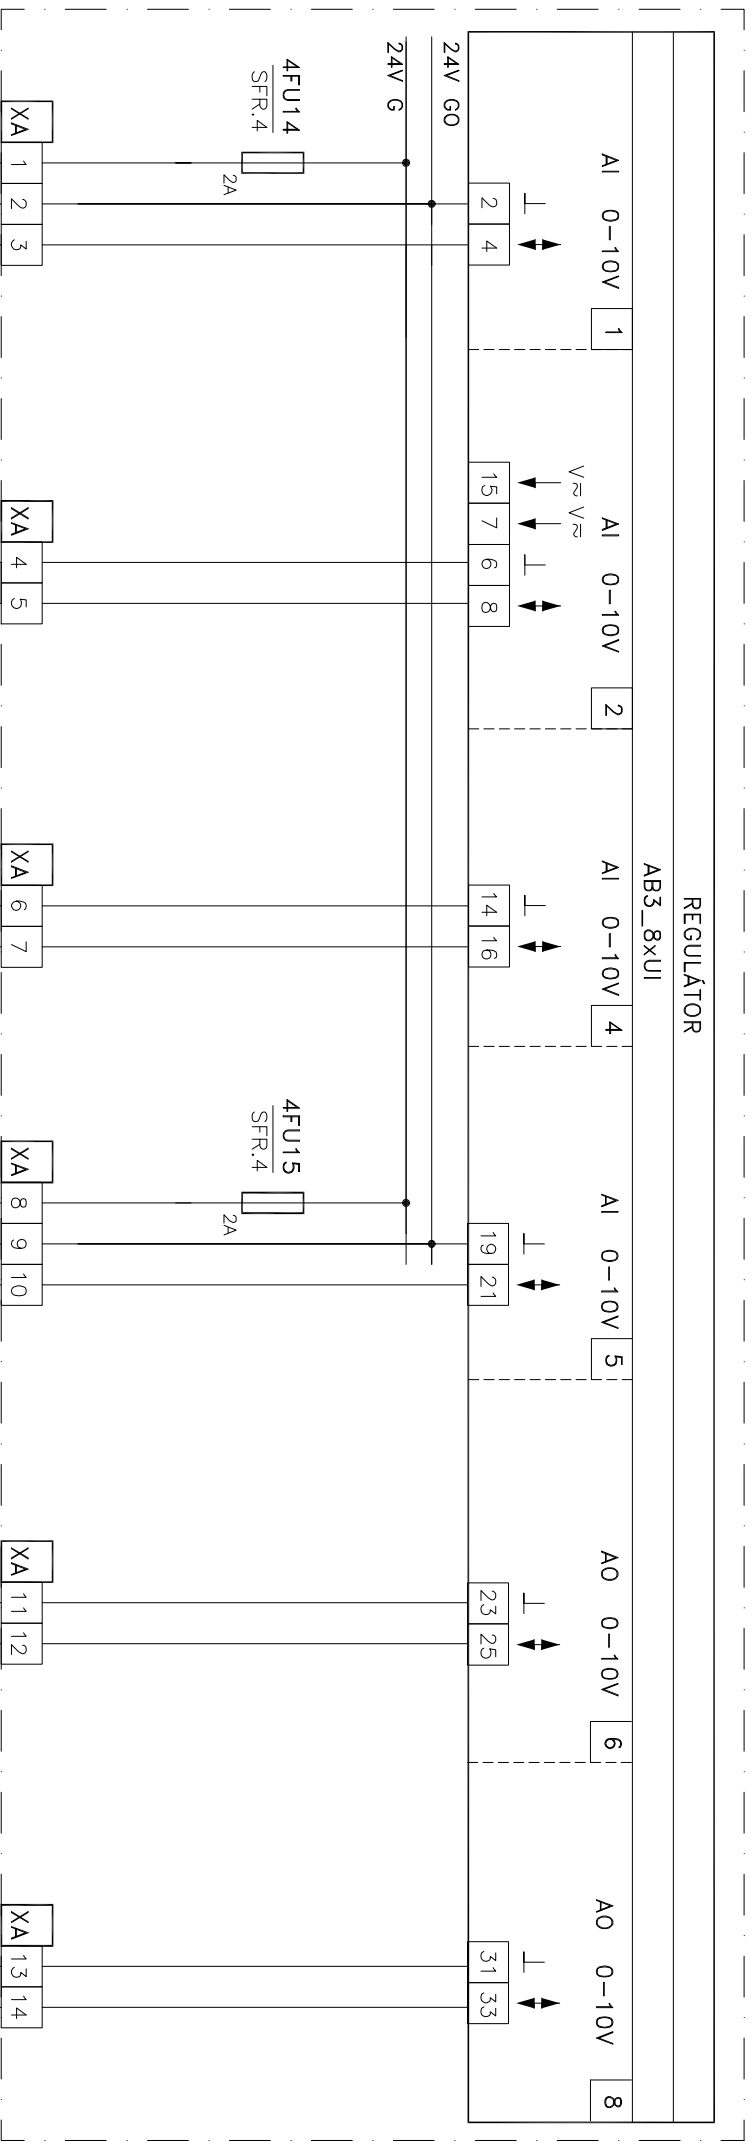 REGULÁTOR
AB3_8xUI
AI 0-10V
1
AI 0-10V
2
AI 0-10V
4
AI 0-10V
5
AO 0-10V
6
AO 0-10V
8
V≂ V≂
2 4
15 7 6 8
14 16
19 21
23 25
31 33
24V GO
24V G
4FU14
SFR.4
2A
4FU15
SFR.4
2A
XA 1 2 3
XA 4 5
XA 6 7
XA 8 9 10
XA 11 12
XA 13 14